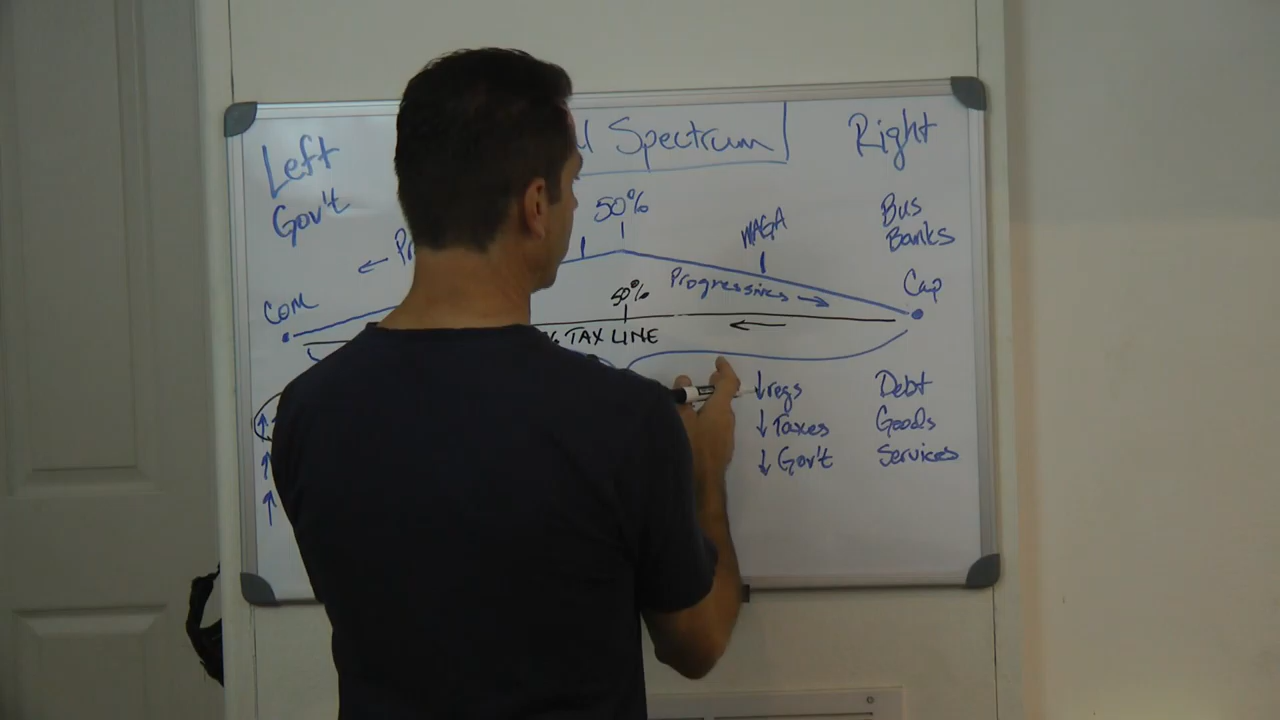 Left
Spectrum
Right
Gov't
50%
MAGA
Bus
Banks
← Pr
Com
50%
Progressives →
Cap
←
% TAX LINE
↑
↓ regs
Debt
↓ Taxes
Goods
↑
↓ Gov't
Services
↑